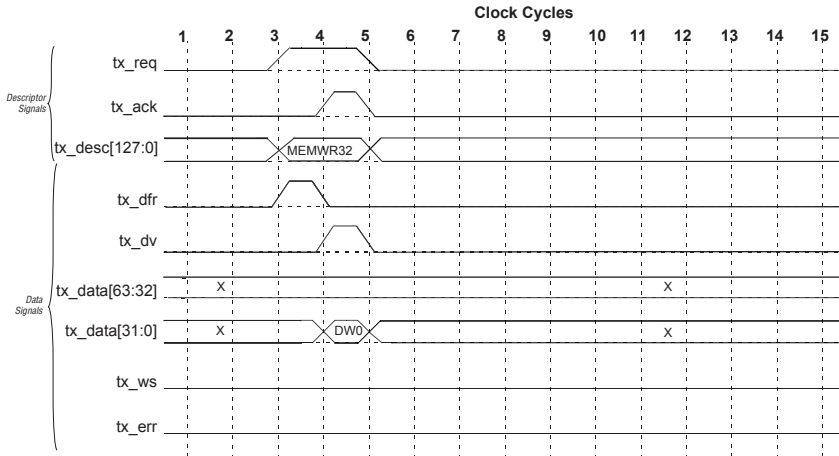 Clock Cycles
1 2 3 4 5 6 7 8 9 10 11 12 13 14 15
Descriptor
Signals
tx_req
tx_ack
tx_desc[127:0]
MEMWR32
Data
Signals
tx_dfr
tx_dv
tx_data[63:32]
X X
tx_data[31:0]
X DW0 X
tx_ws
tx_err